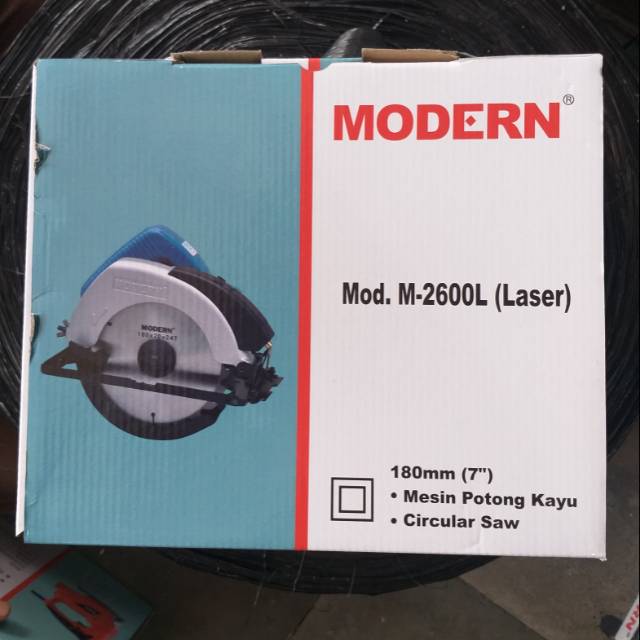 MODERN®
Mod. M-2600L (Laser)
MODERN
180mm (7")
• Mesin Potong Kayu
• Circular Saw